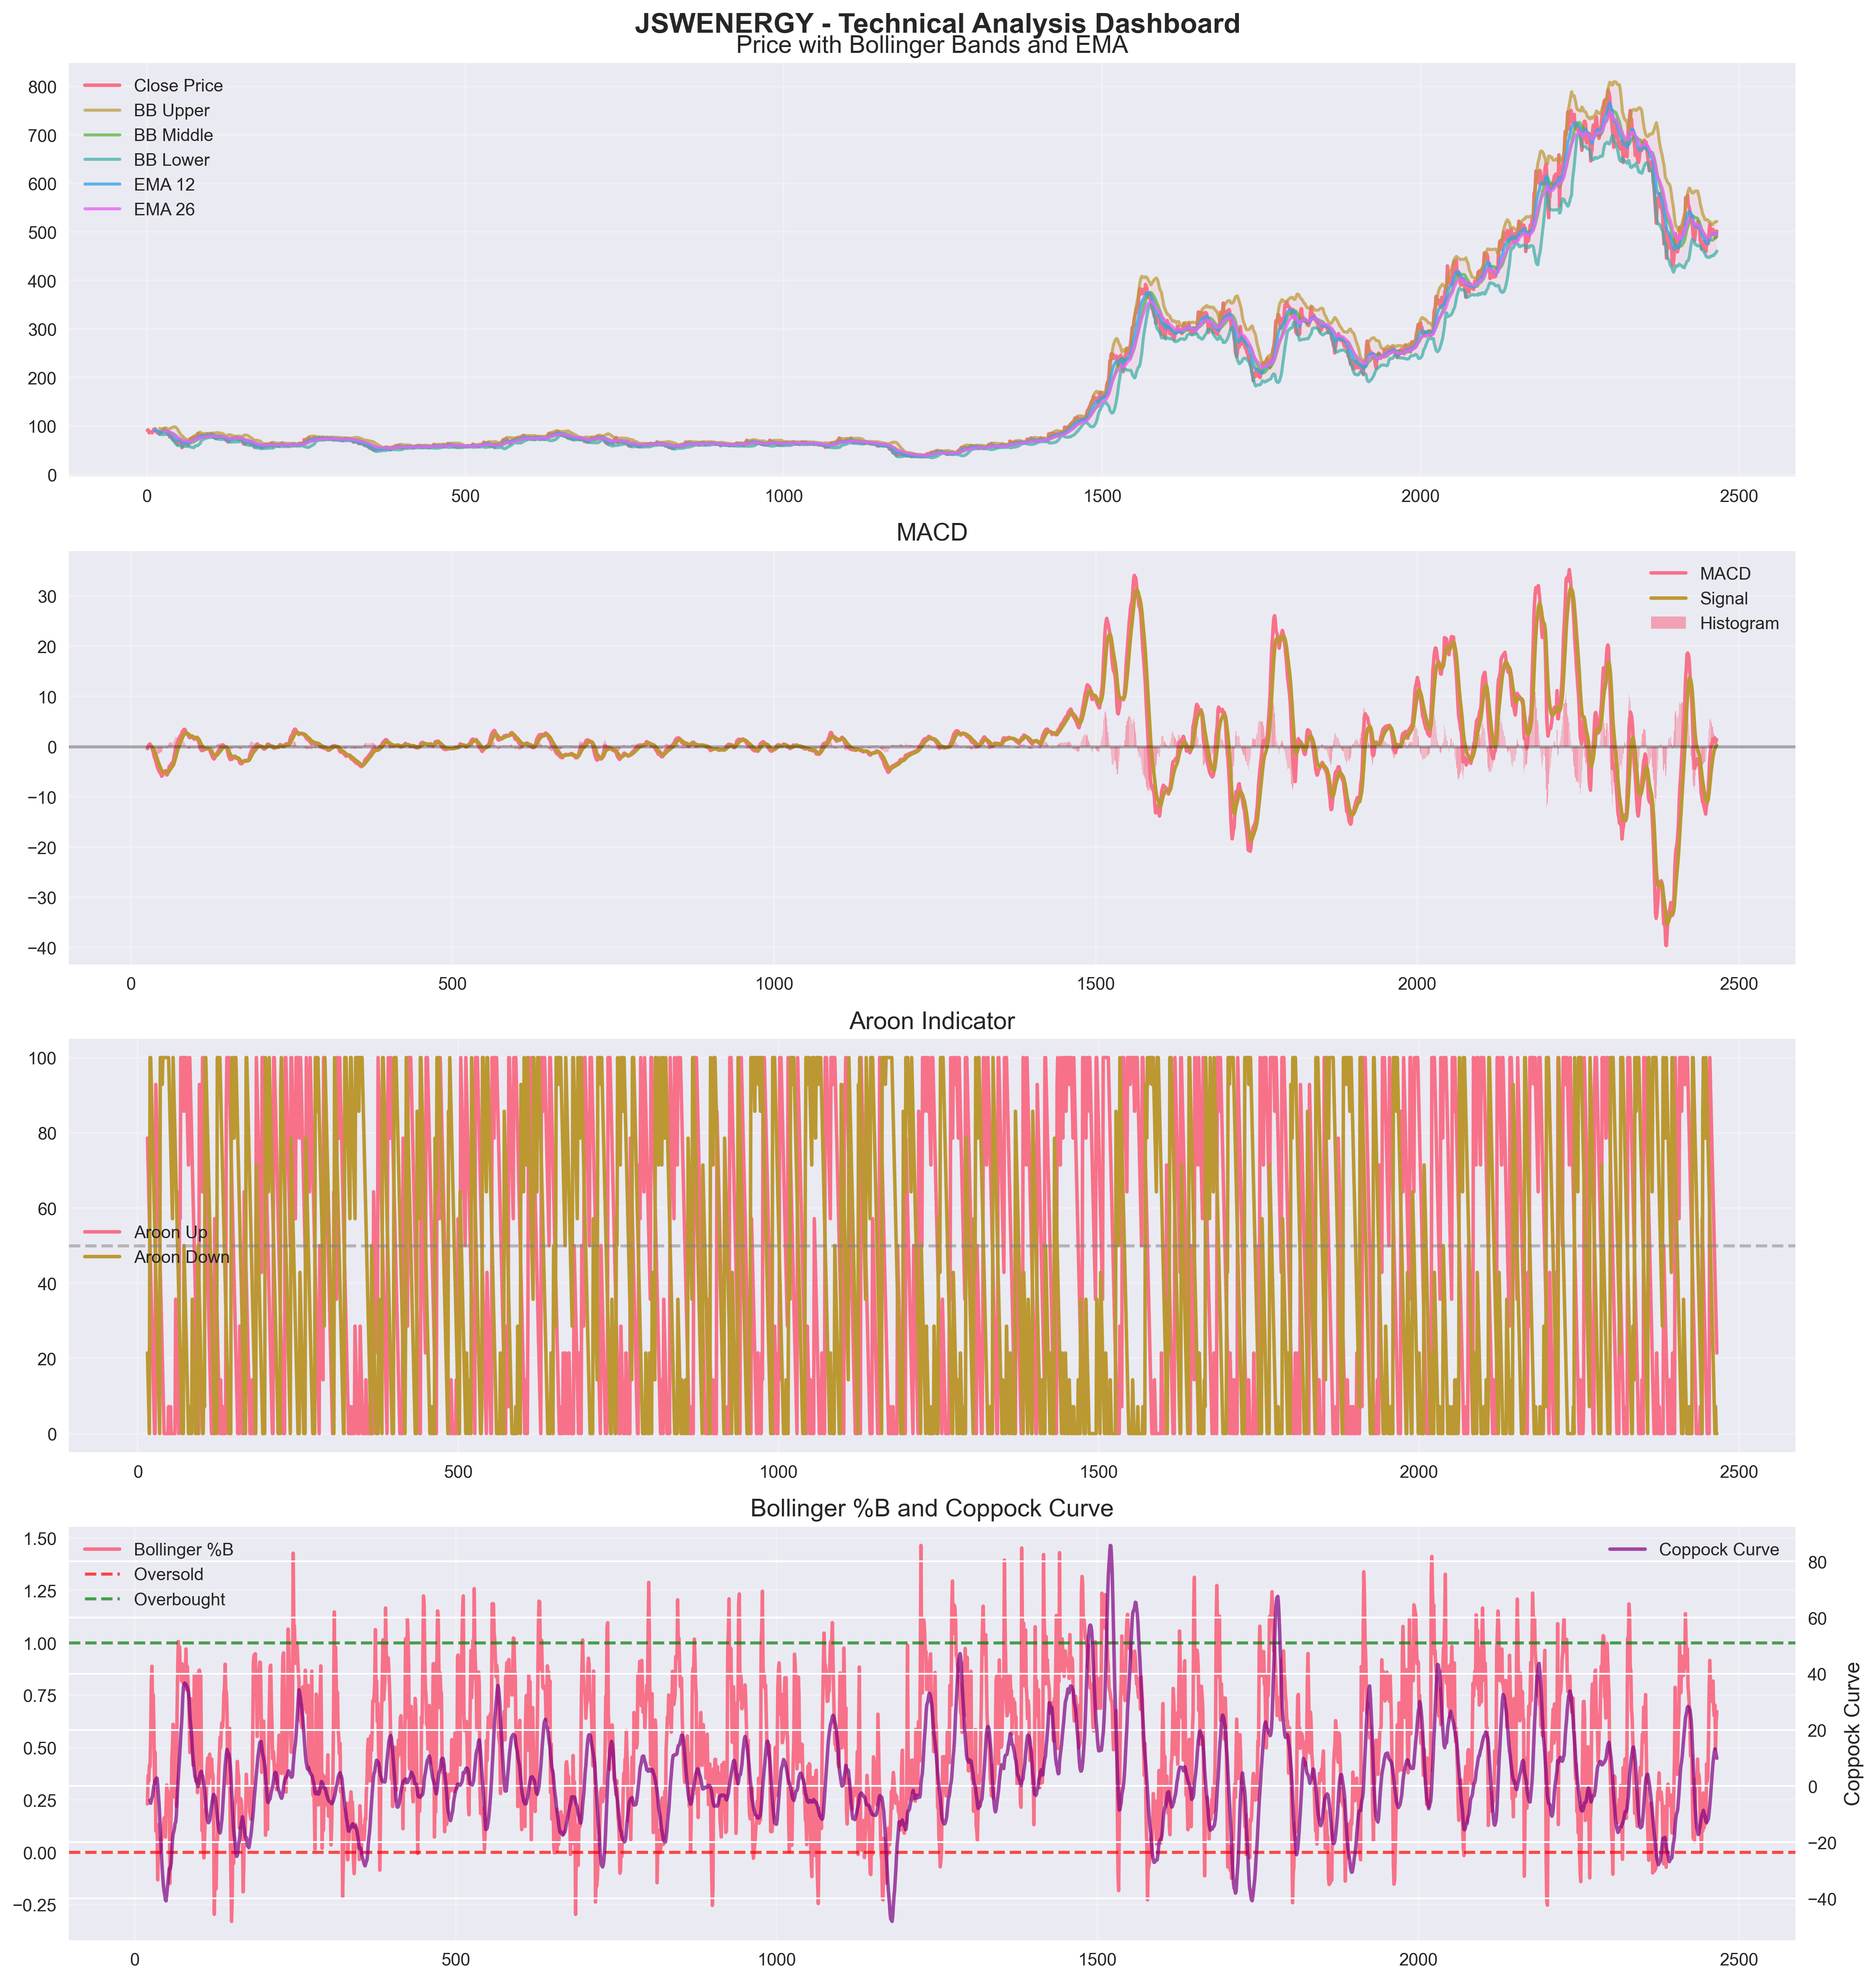 JSWENERGY - Technical Analysis Dashboard
Price with Bollinger Bands and EMA
Close Price
BB Upper
BB Middle
BB Lower
EMA 12
EMA 26
800
700
600
500
400
300
200
100
0
0 500 1000 1500 2000 2500
MACD
MACD
Signal
Histogram
30
20
10
0
−10
−20
−30
−40
0 500 1000 1500 2000 2500
Aroon Indicator
100
80
60
40
20
0
Aroon Up
Aroon Down
0 500 1000 1500 2000 2500
Bollinger %B and Coppock Curve
Bollinger %B
Oversold
Overbought
Coppock Curve
1.50
1.25
1.00
0.75
0.50
0.25
0.00
−0.25
80
60
40
20
0
−20
−40
Coppock Curve
0 500 1000 1500 2000 2500